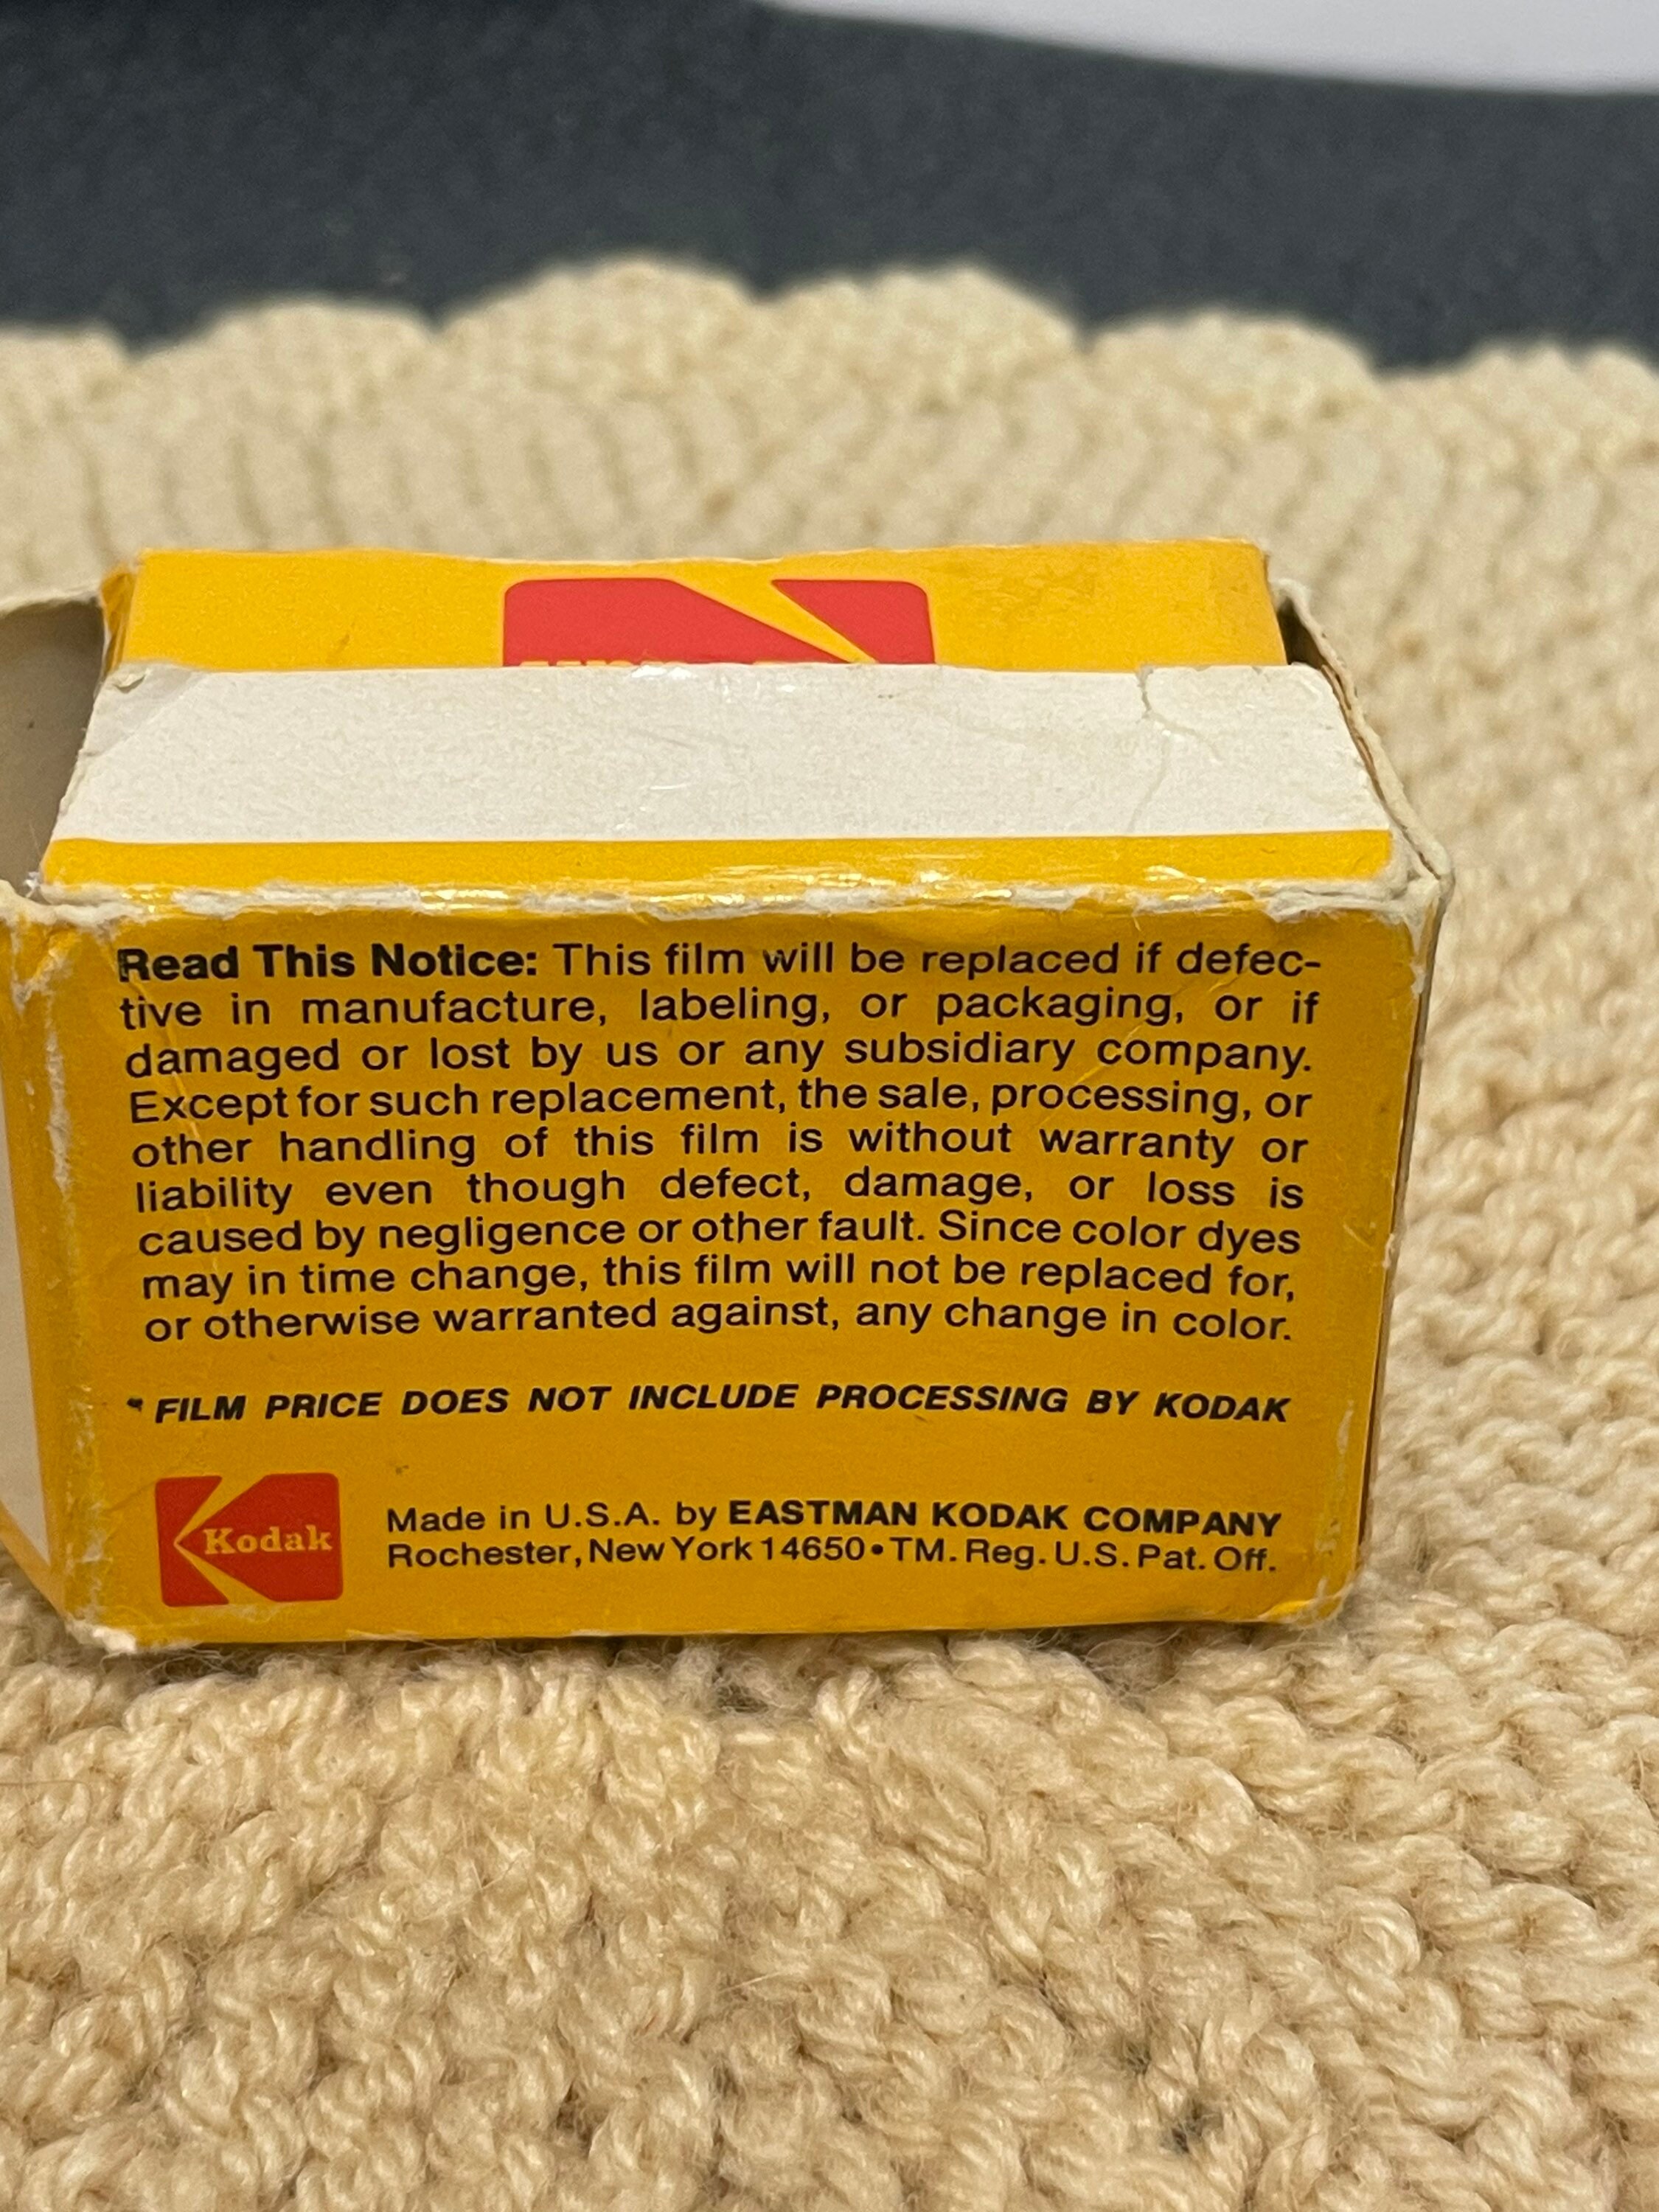 Read This Notice: This film will be replaced if defec-
tive in manufacture, labeling, or packaging, or if
damaged or lost by us or any subsidiary company.
Except for such replacement, the sale, processing, or
other handling of this film is without warranty or
liability even though defect, damage, or loss is
caused by negligence or other fault. Since color dyes
may in time change, this film will not be replaced for,
or otherwise warranted against, any change in color.
* FILM PRICE DOES NOT INCLUDE PROCESSING BY KODAK
Kodak
Made in U.S.A. by EASTMAN KODAK COMPANY
Rochester, New York 14650 • TM. Reg. U.S. Pat. Off.